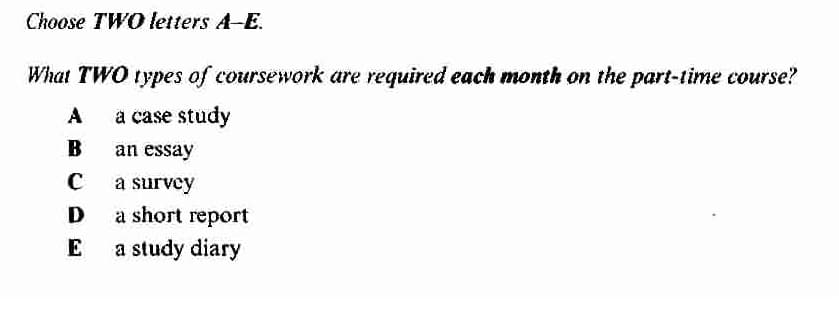 Choose TWO letters A–E.
What TWO types of coursework are required each month on the part-time course?
A a case study
B an essay
C a survey
D a short report
E a study diary